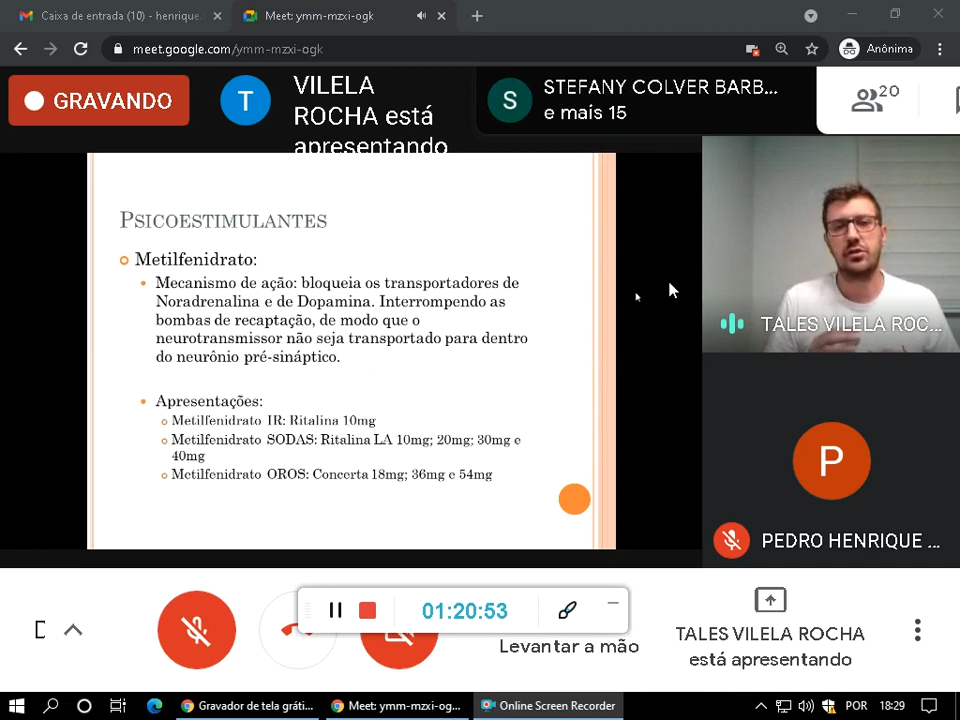 Caixa de entrada (10) - henrique.
Meet: ymm-mzxi-ogk
meet.google.com/ymm-mzxi-ogk
Anônima
GRAVANDO
T
VILELA
ROCHA está
apresentando
S
STEFANY COLVER BARB...
e mais 15
20
PSICOESTIMULANTES
Metilfenidrato:
Mecanismo de ação: bloqueia os transportadores de
Noradrenalina e de Dopamina. Interrompendo as
bombas de recaptação, de modo que o
neurotransmissor não seja transportado para dentro
do neurônio pré-sináptico.
Apresentações:
Metilfenidrato IR: Ritalina 10mg
Metilfenidrato SODAS: Ritalina LA 10mg; 20mg; 30mg e
40mg
Metilfenidrato OROS: Concerta 18mg; 36mg e 54mg
TALES VILELA ROC...
P
PEDRO HENRIQUE ...
01:20:53
Levantar a mão
TALES VILELA ROCHA
está apresentando
Gravador de tela gráti...
Meet: ymm-mzxi-og...
Online Screen Recorder
POR
18:29